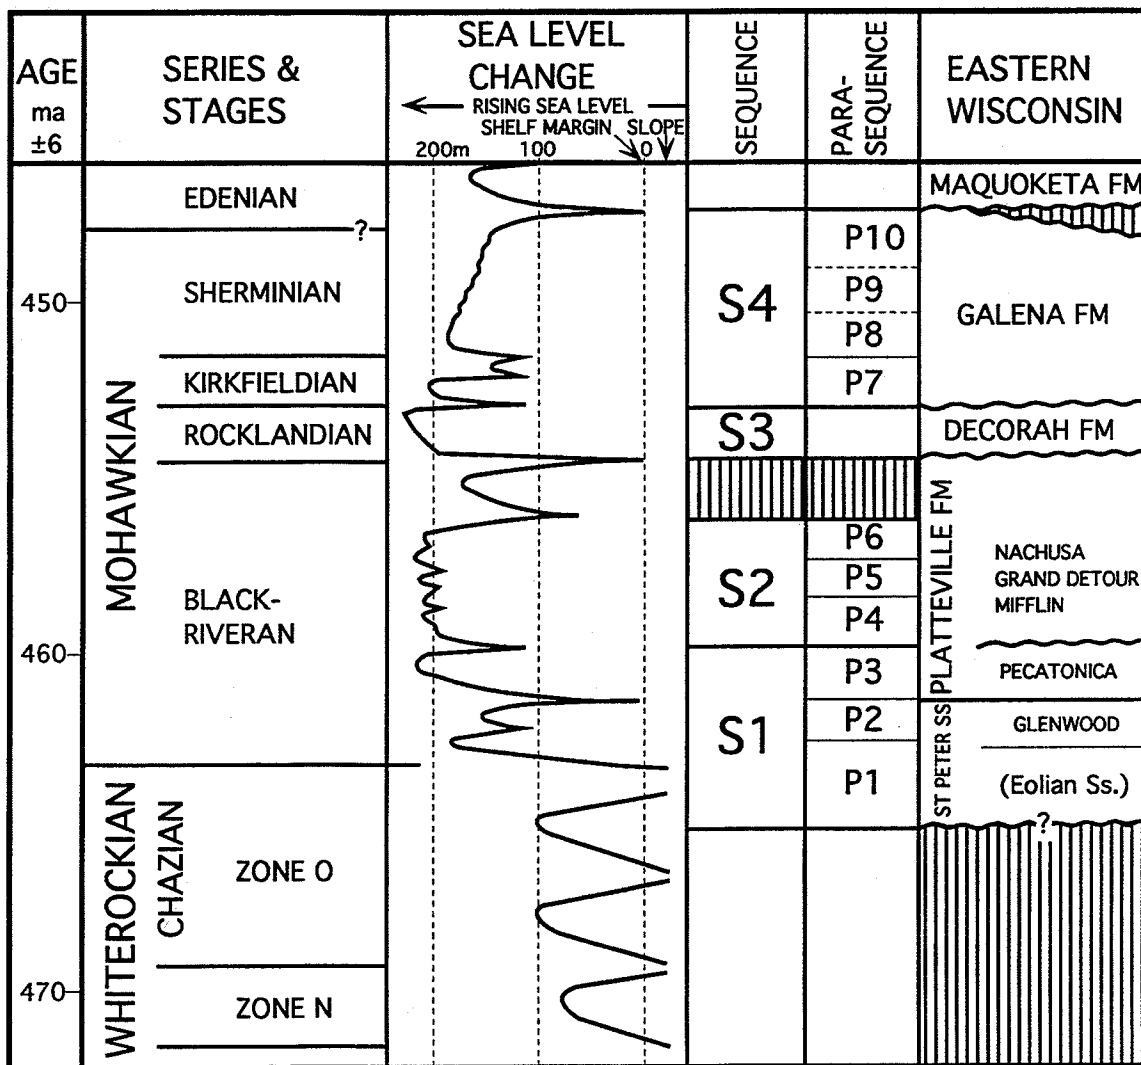 AGE
ma
±6
SERIES &
STAGES
SEA LEVEL
CHANGE
RISING SEA LEVEL
SHELF MARGIN SLOPE
200m 100 0
SEQUENCE
PARA-
SEQUENCE
EASTERN
WISCONSIN
450
460
470
MOHAWKIAN
WHITEROCKIAN
CHAZIAN
EDENIAN
?
SHERMINIAN
KIRKFIELDIAN
ROCKLANDIAN
BLACK-
RIVERAN
ZONE O
ZONE N
S4
S3
S2
S1
P10
P9
P8
P7
P6
P5
P4
P3
P2
P1
MAQUOKETA FM
GALENA FM
DECORAH FM
PLATTEVILLE FM
NACHUSA
GRAND DETOUR
MIFFLIN
PECATONICA
ST PETER SS
GLENWOOD
(Eolian Ss.)
?